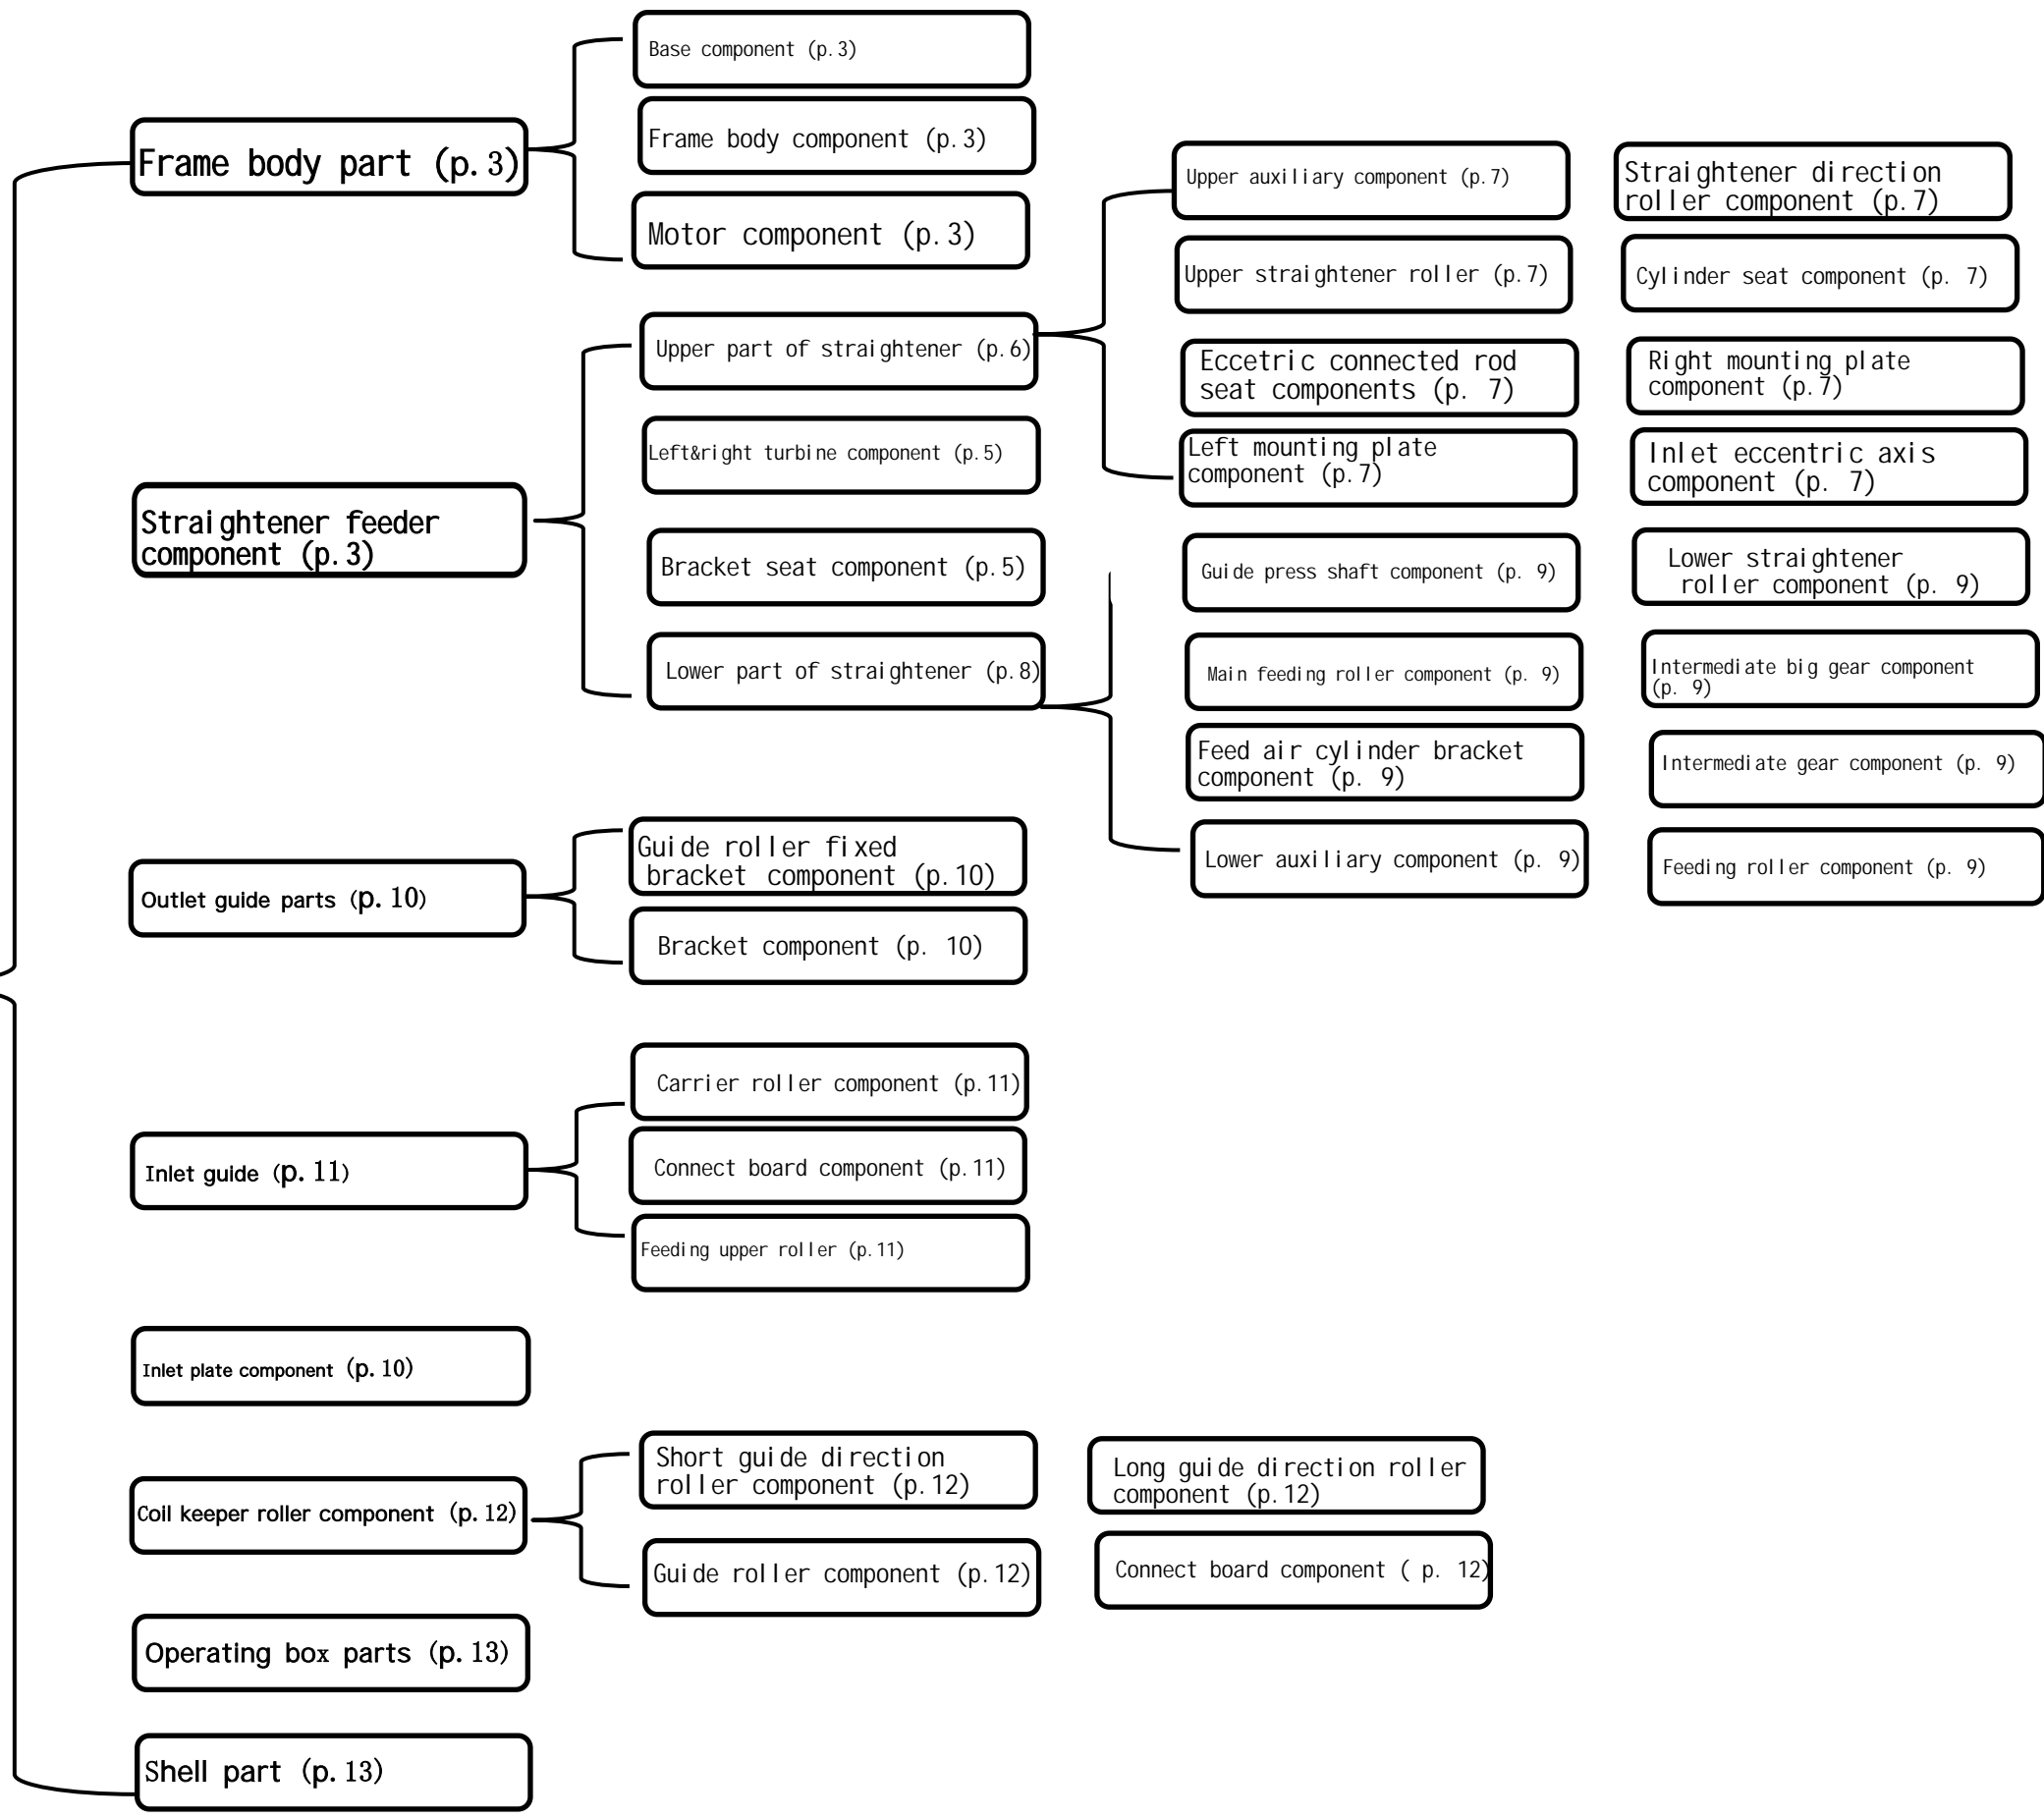 Frame body part (p.3)
Base component (p.3)
Frame body component (p.3)
Motor component (p.3)
Straightener feeder
component (p.3)
Upper part of straightener (p.6)
Upper auxiliary component (p.7)
Straightener direction
roller component (p.7)
Upper straightener roller (p.7)
Cylinder seat component (p. 7)
Eccetric connected rod
seat components (p. 7)
Right mounting plate
component (p.7)
Left mounting plate
component (p.7)
Inlet eccentric axis
component (p. 7)
Left&right turbine component (p.5)
Bracket seat component (p.5)
Lower part of straightener (p.8)
Guide press shaft component (p. 9)
Lower straightener
roller component (p. 9)
Main feeding roller component (p. 9)
Intermediate big gear component
(p. 9)
Feed air cylinder bracket
component (p. 9)
Intermediate gear component (p. 9)
Lower auxiliary component (p. 9)
Feeding roller component (p. 9)
Outlet guide parts (p.10)
Guide roller fixed
bracket component (p.10)
Bracket component (p. 10)
Inlet guide (p.11)
Carrier roller component (p.11)
Connect board component (p.11)
Feeding upper roller (p.11)
Inlet plate component (p.10)
Coil keeper roller component (p.12)
Short guide direction
roller component (p.12)
Long guide direction roller
component (p.12)
Guide roller component (p.12)
Connect board component ( p. 12)
Operating box parts (p.13)
Shell part (p.13)